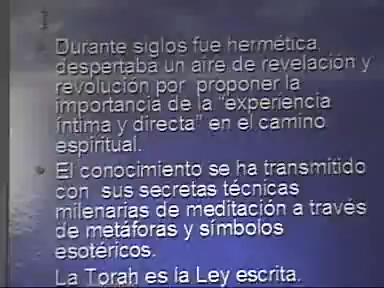 Durante siglos fue hermética,
despertaba un aire de revelación y
revolución por proponer la
importancia de la "experiencia
íntima y directa" en el camino
espiritual.
El conocimiento se ha transmitido
con sus secretas técnicas
milenarias de meditación a través
de metáforas y símbolos
esotéricos.
La Torah es la Ley escrita.